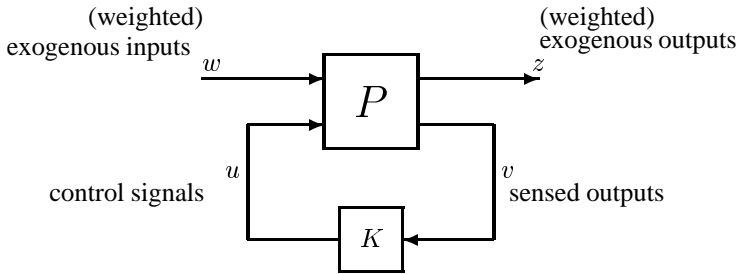 (weighted)
exogenous inputs
w
(weighted)
exogenous outputs
z
P
u
control signals
v
sensed outputs
K